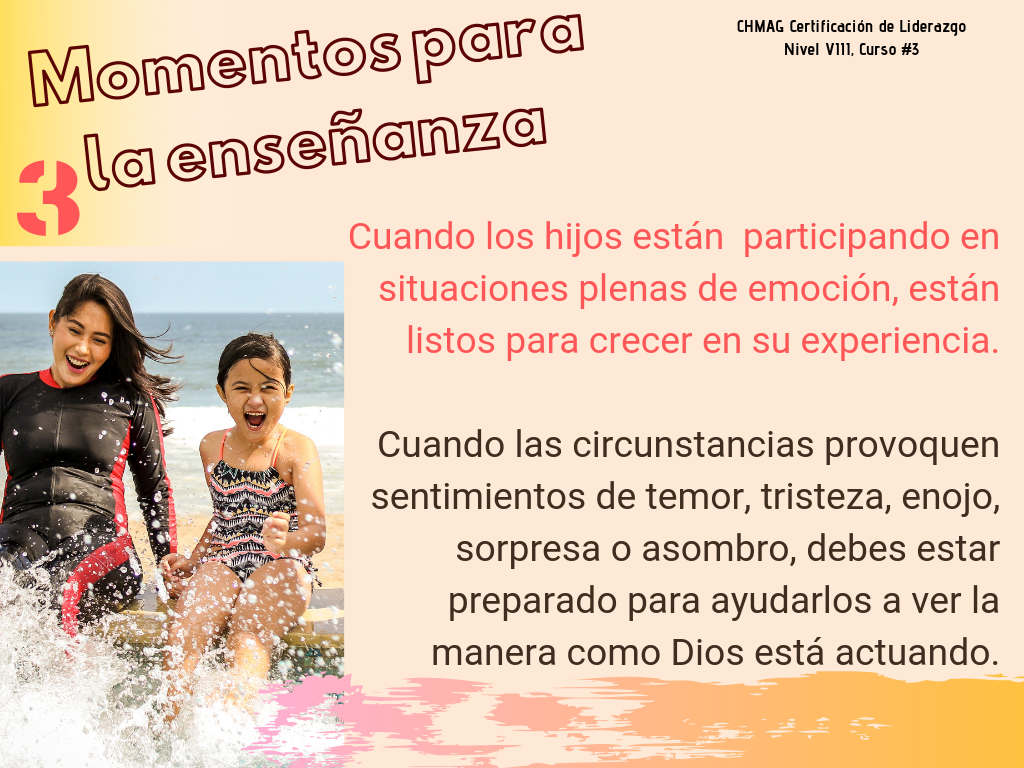 Momentos para
la enseñanza
CHMAG Certificación de Liderazgo
Nivel V111, Curso #3
3
Cuando los hijos están participando en
situaciones plenas de emoción, están
listos para crecer en su experiencia.
Cuando las circunstancias provoquen
sentimientos de temor, tristeza, enojo,
sorpresa o asombro, debes estar
preparado para ayudarlos a ver la
manera como Dios está actuando.